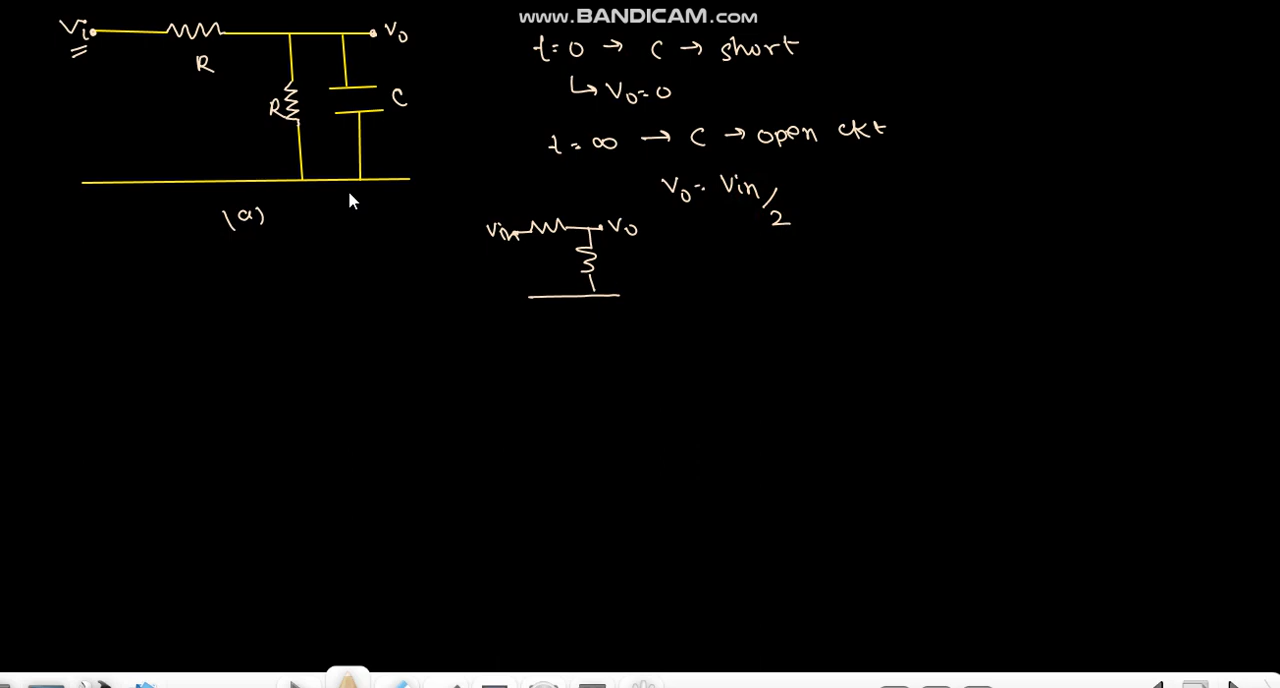 www.BANDICAM.com
Vi
R
Vo
R
C
(a)
t=0 → C → short
↳ Vo=0
t=∞ → C → open ckt
Vo= Vin/2
Vin
Vo